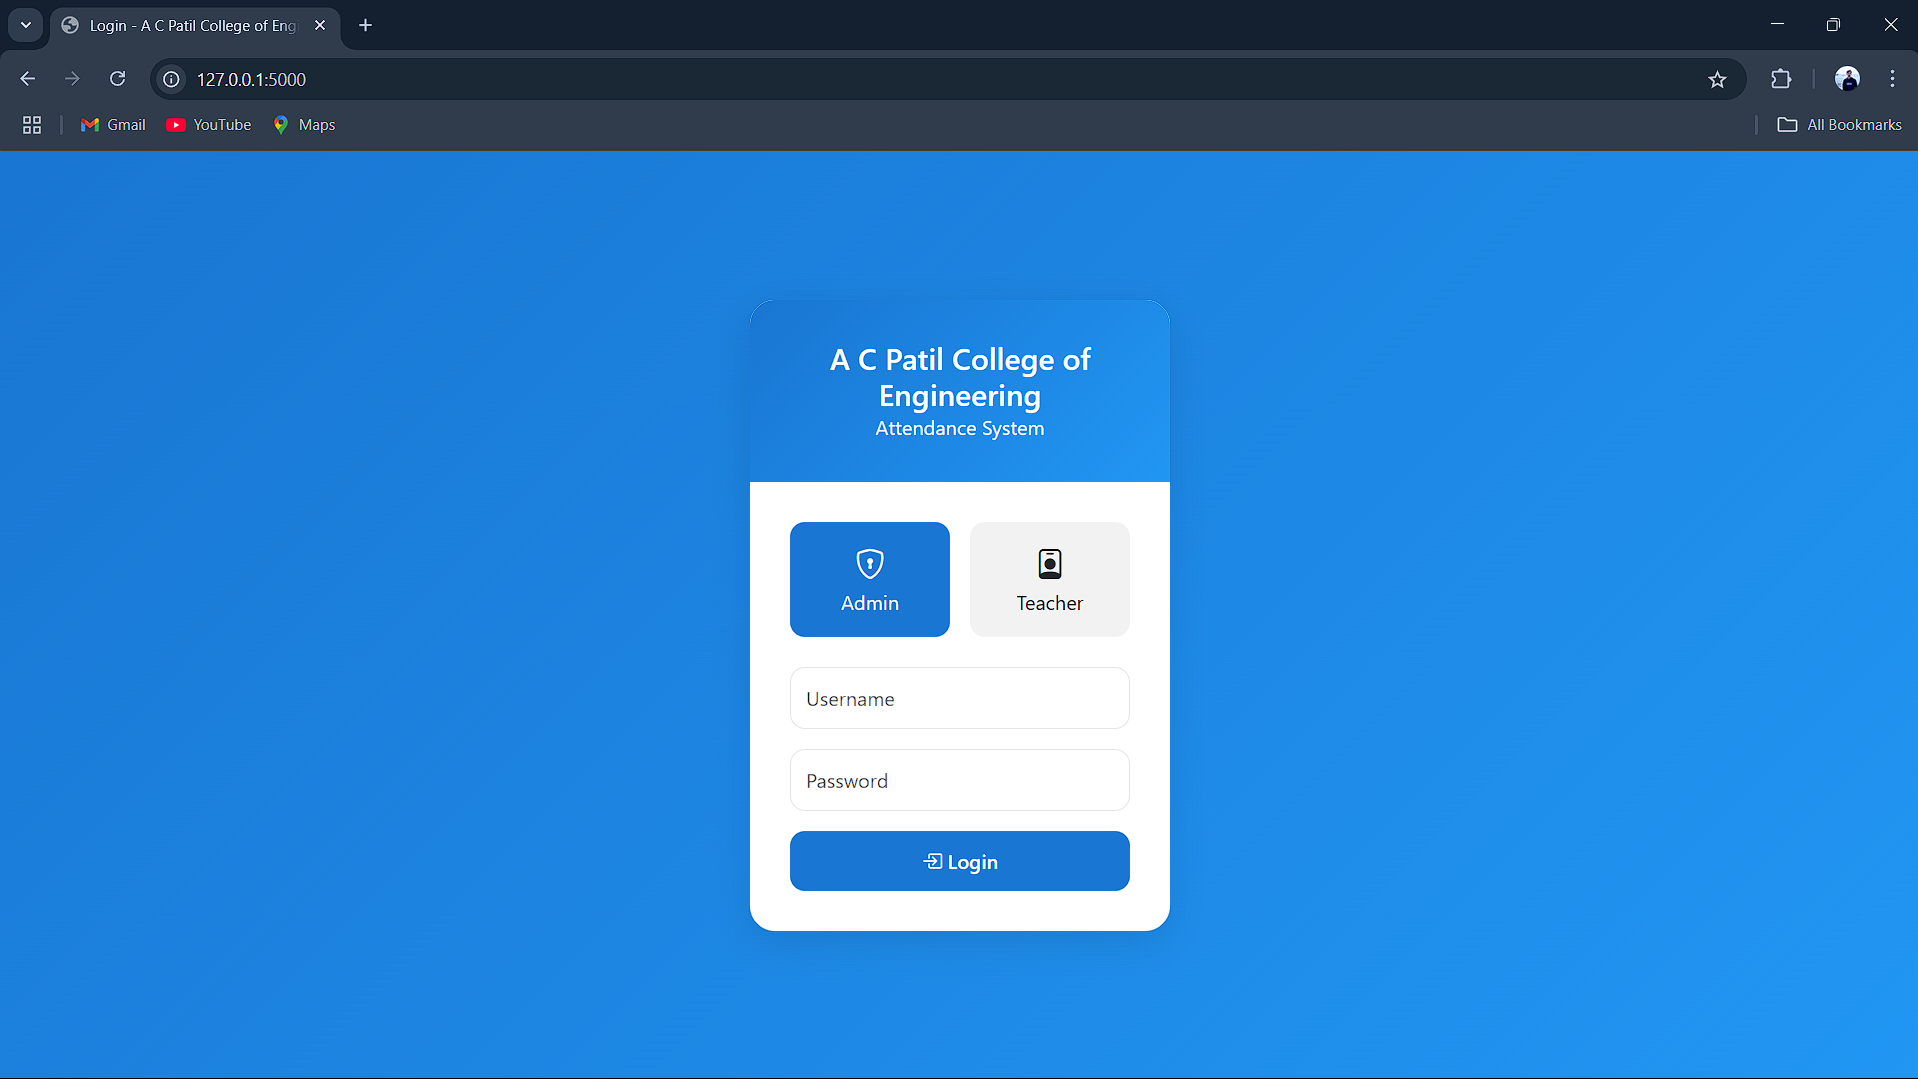 Login - A C Patil College of Eng
127.0.0.1:5000
Gmail
YouTube
Maps
All Bookmarks
A C Patil College of
Engineering
Attendance System
Admin
Teacher
Username
Password
Login